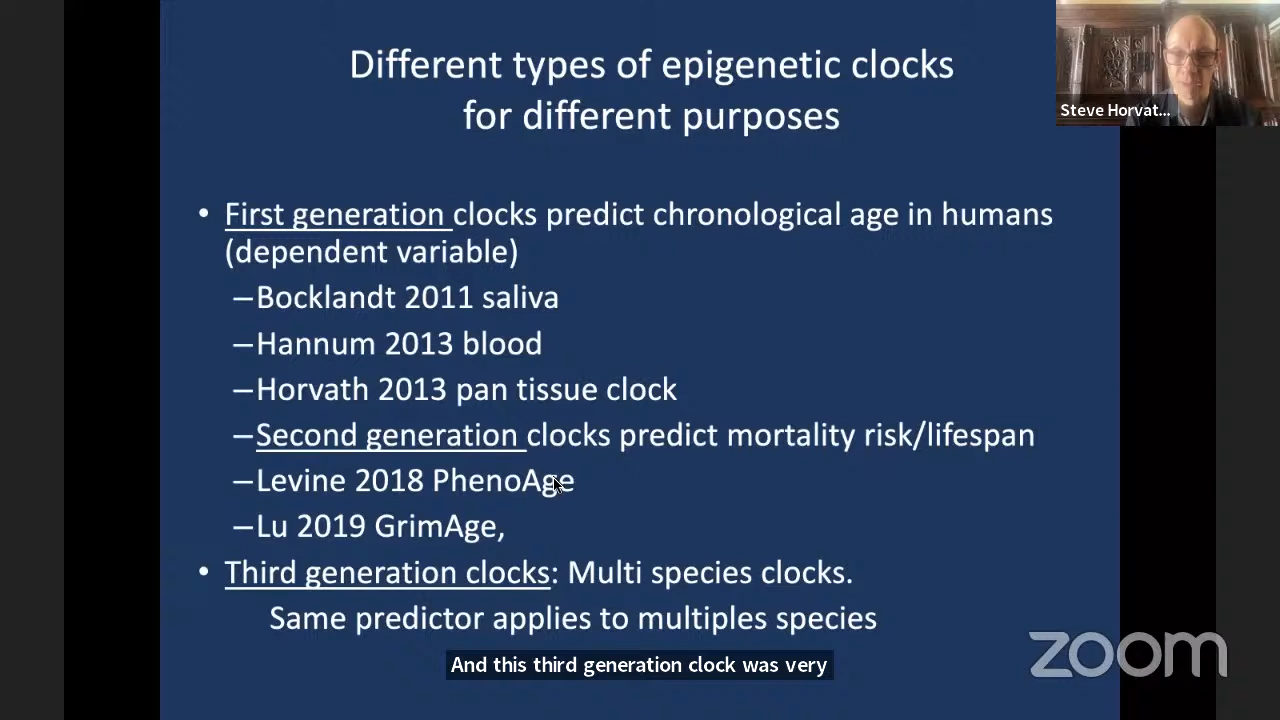 Different types of epigenetic clocks
for different purposes
Steve Horvat...
• First generation clocks predict chronological age in humans
(dependent variable)
–Bocklandt 2011 saliva
–Hannum 2013 blood
–Horvath 2013 pan tissue clock
–Second generation clocks predict mortality risk/lifespan
–Levine 2018 PhenoAge
–Lu 2019 GrimAge,
• Third generation clocks: Multi species clocks.
Same predictor applies to multiples species
And this third generation clock was very
zoom